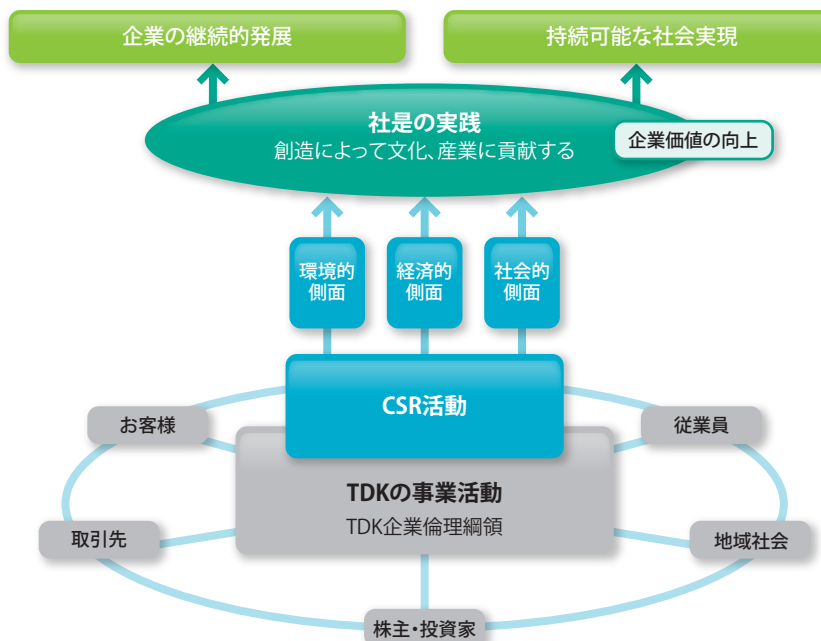 企業の継続的発展
持続可能な社会実現
社是の実践
創造によって文化、産業に貢献する
企業価値の向上
環境的
側面
経済的
側面
社会的
側面
CSR活動
お客様
従業員
TDKの事業活動
TDK企業倫理綱領
取引先
地域社会
株主・投資家